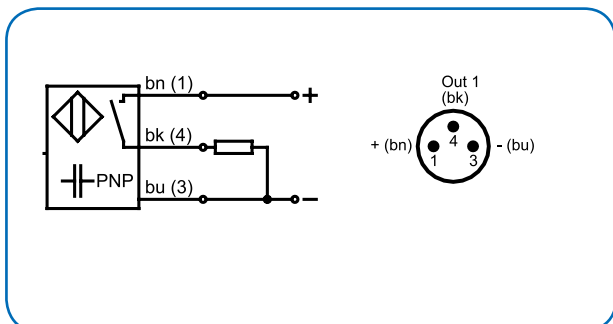 bn (1)
+
bk (4)
PNP
bu (3)
−
Out 1
(bk)
+ (bn)
4
- (bu)
1
3